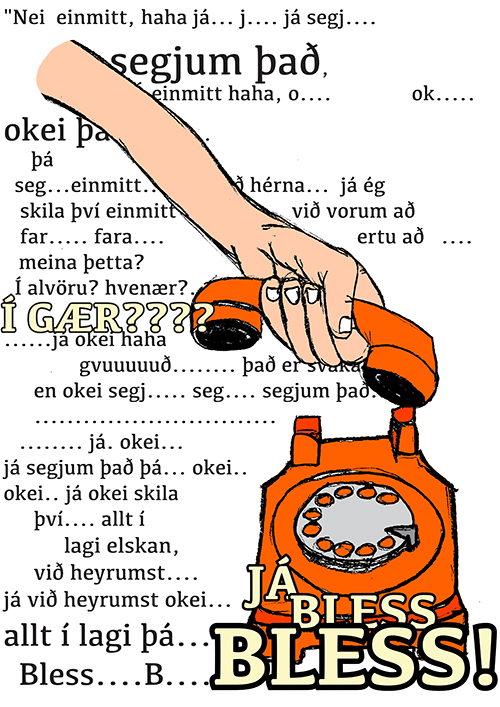 "Nei einmitt, haha já... j.... já segj....
segjum það,
einmitt haha, o.... ok.....
okei þa
þá
seg...einmitt.. hérna... já ég
skila því einmitt við vorum að
far..... fara.... ertu að ....
meina þetta?
Í alvöru? hvenær?.
Í GÆR????
......já okei haha
gvuuuuuð........ það er svaka
en okei segj..... seg.... segjum það.
..............................
........ já. okei...
já segjum það þá... okei..
okei.. já okei skila
því.... allt í
lagi elskan,
við heyrumst....
já við heyrumst okei...
JÁ
BLESS
allt í lagi þá...
BLESS!
Bless....B....